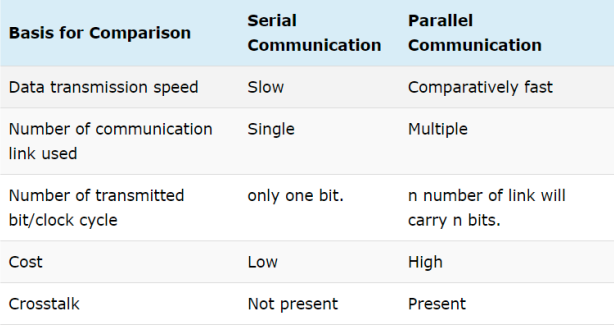 Basis for Comparison Serial Communication Parallel Communication
Data transmission speed Slow Comparatively fast
Number of communication link used Single Multiple
Number of transmitted bit/clock cycle only one bit. n number of link will carry n bits.
Cost Low High
Crosstalk Not present Present